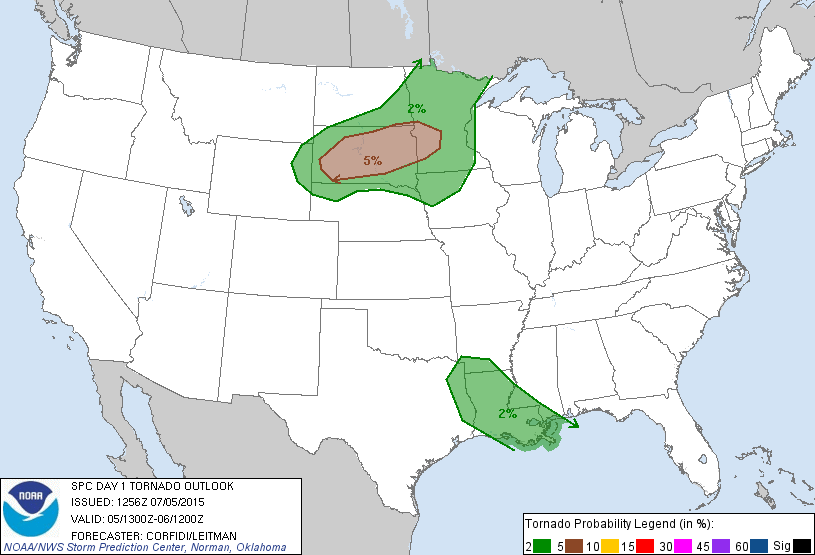 2%
5%
2%
NOAA
SPC DAY 1 TORNADO OUTLOOK
ISSUED: 1256Z 07/05/2015
VALID: 05/1300Z-06/1200Z
FORECASTER: CORFIDI/LEITMAN
NOAA/NWS Storm Prediction Center, Norman, Oklahoma
Tornado Probability Legend (in %):
2 5 10 15 30 45 60 Sig